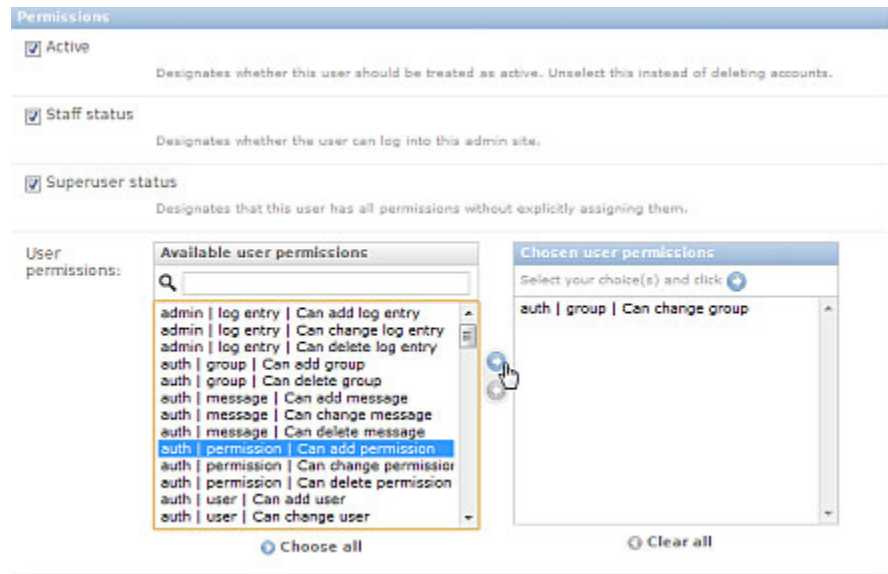 Permissions
Active
Designates whether this user should be treated as active. Unselect this instead of deleting accounts.
Staff status
Designates whether the user can log into this admin site.
Superuser status
Designates that this user has all permissions without explicitly assigning them.
User
permissions:
Available user permissions
admin | log entry | Can add log entry
admin | log entry | Can change log entry
admin | log entry | Can delete log entry
auth | group | Can add group
auth | group | Can delete group
auth | message | Can add message
auth | message | Can change message
auth | message | Can delete message
auth | permission | Can add permission
auth | permission | Can change permission
auth | permission | Can delete permission
auth | user | Can add user
auth | user | Can change user
Choose all
Chosen user permissions
Select your choice(s) and click
auth | group | Can change group
Clear all